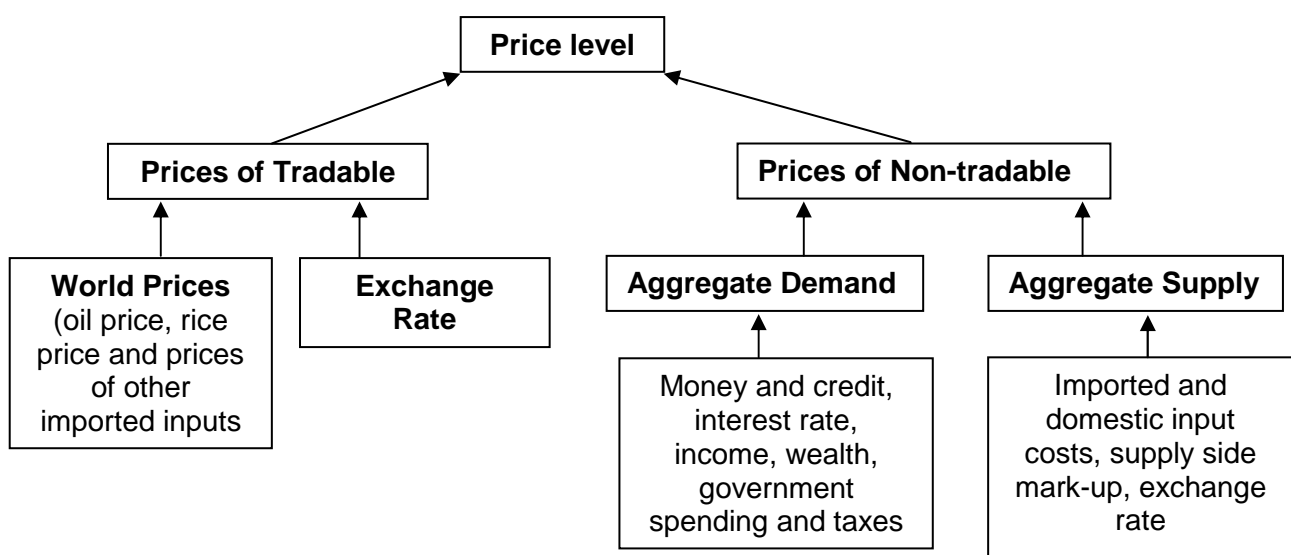 Price level
Prices of Tradable
Prices of Non-tradable
World Prices
(oil price, rice
price and prices
of other
imported inputs
Exchange
Rate
Aggregate Demand
Aggregate Supply
Money and credit,
interest rate,
income, wealth,
government
spending and taxes
Imported and
domestic input
costs, supply side
mark-up, exchange
rate